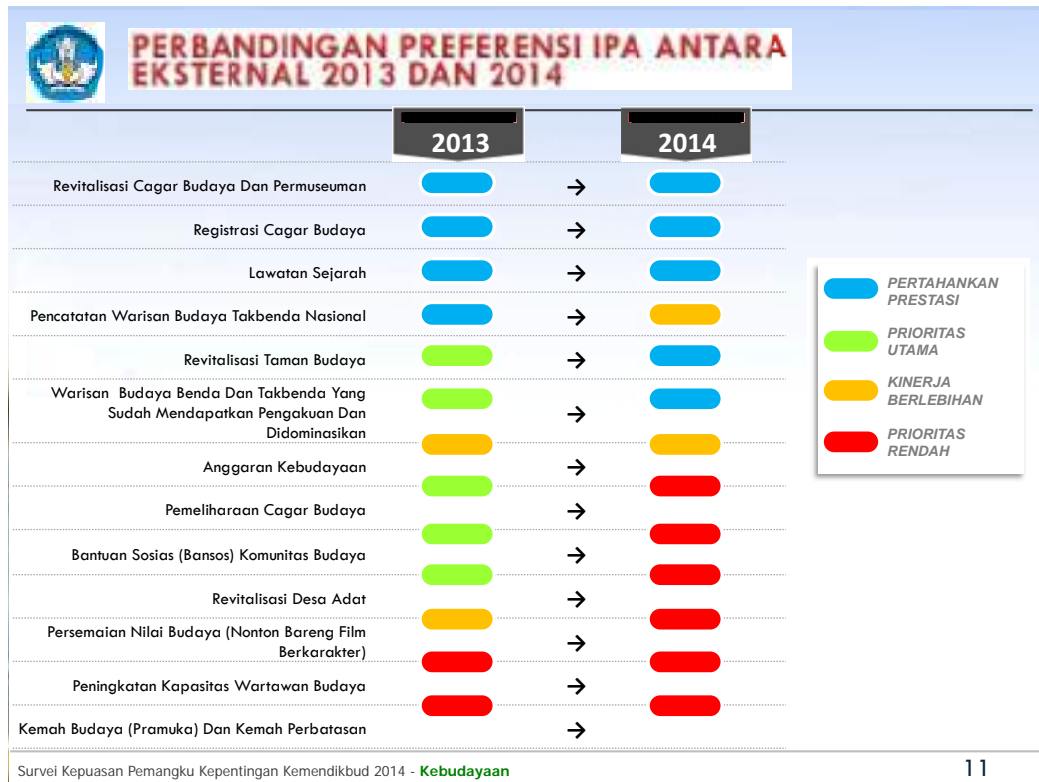 PERBANDINGAN PREFERENSI IPA ANTARA
EKSTERNAL 2013 DAN 2014
2013
2014
Revitalisasi Cagar Budaya Dan Permuseuman
→
Registrasi Cagar Budaya
→
Lawatan Sejarah
→
Pencatatan Warisan Budaya Takbenda Nasional
→
Revitalisasi Taman Budaya
→
Warisan Budaya Benda Dan Takbenda Yang
Sudah Mendapatkan Pengakuan Dan
Didominasikan
→
Anggaran Kebudayaan
→
Pemeliharaan Cagar Budaya
→
Bantuan Sosias (Bansos) Komunitas Budaya
→
Revitalisasi Desa Adat
→
Persemaian Nilai Budaya (Nonton Bareng Film
Berkarakter)
→
Peningkatan Kapasitas Wartawan Budaya
→
Kemah Budaya (Pramuka) Dan Kemah Perbatasan
→
PERTAHANKAN
PRESTASI
PRIORITAS
UTAMA
KINERJA
BERLEBIHAN
PRIORITAS
RENDAH
Survei Kepuasan Pemangku Kepentingan Kemendikbud 2014 - Kebudayaan
11